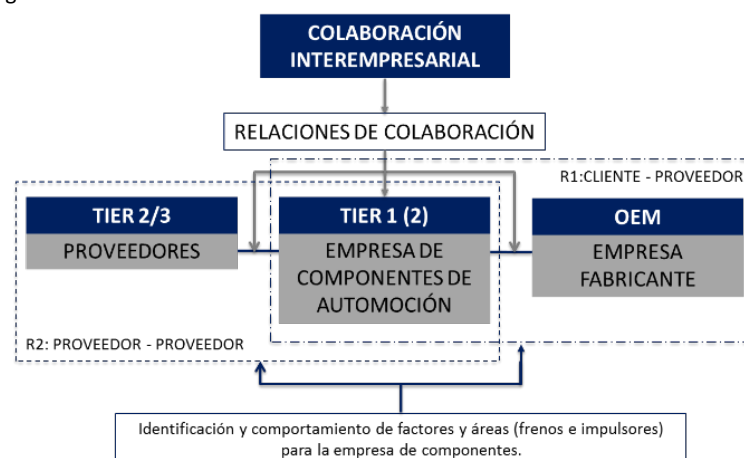 COLABORACIÓN
INTEREMPRESARIAL
RELACIONES DE COLABORACIÓN
R1:CLIENTE - PROVEEDOR
TIER 2/3
PROVEEDORES
TIER 1 (2)
EMPRESA DE
COMPONENTES DE
AUTOMOCIÓN
OEM
EMPRESA
FABRICANTE
R2: PROVEEDOR - PROVEEDOR
Identificación y comportamiento de factores y áreas (frenos e impulsores)
para la empresa de componentes.